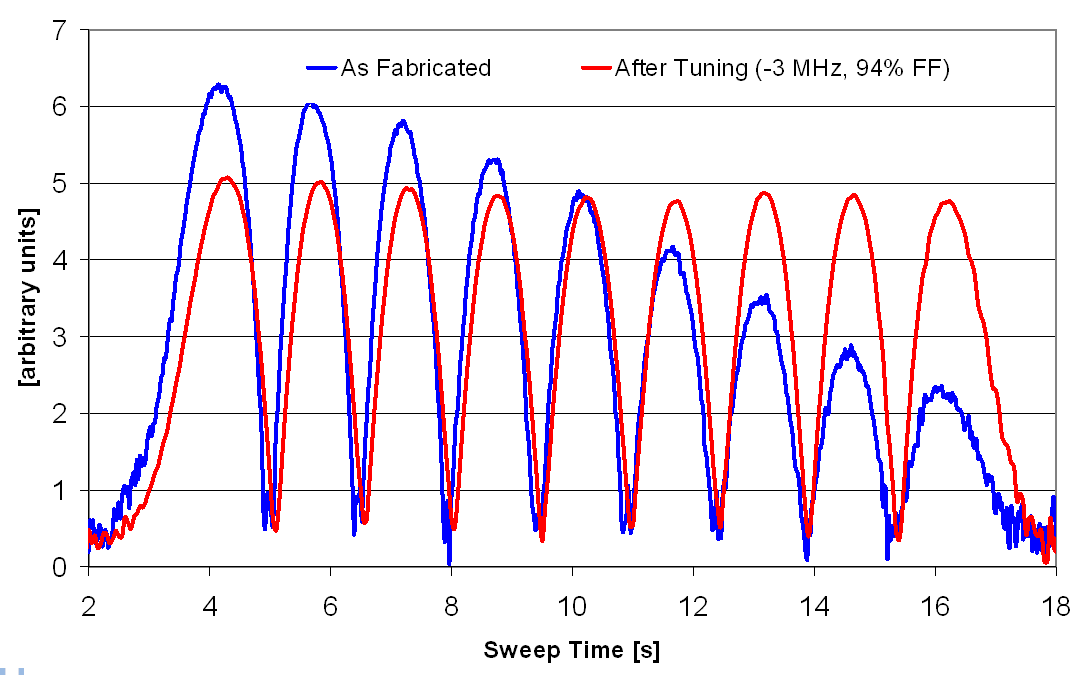 7
As Fabricated
After Tuning (-3 MHz, 94% FF)
6
5
4
3
2
1
0
[arbitrary units]
2 4 6 8 10 12 14 16 18
Sweep Time [s]